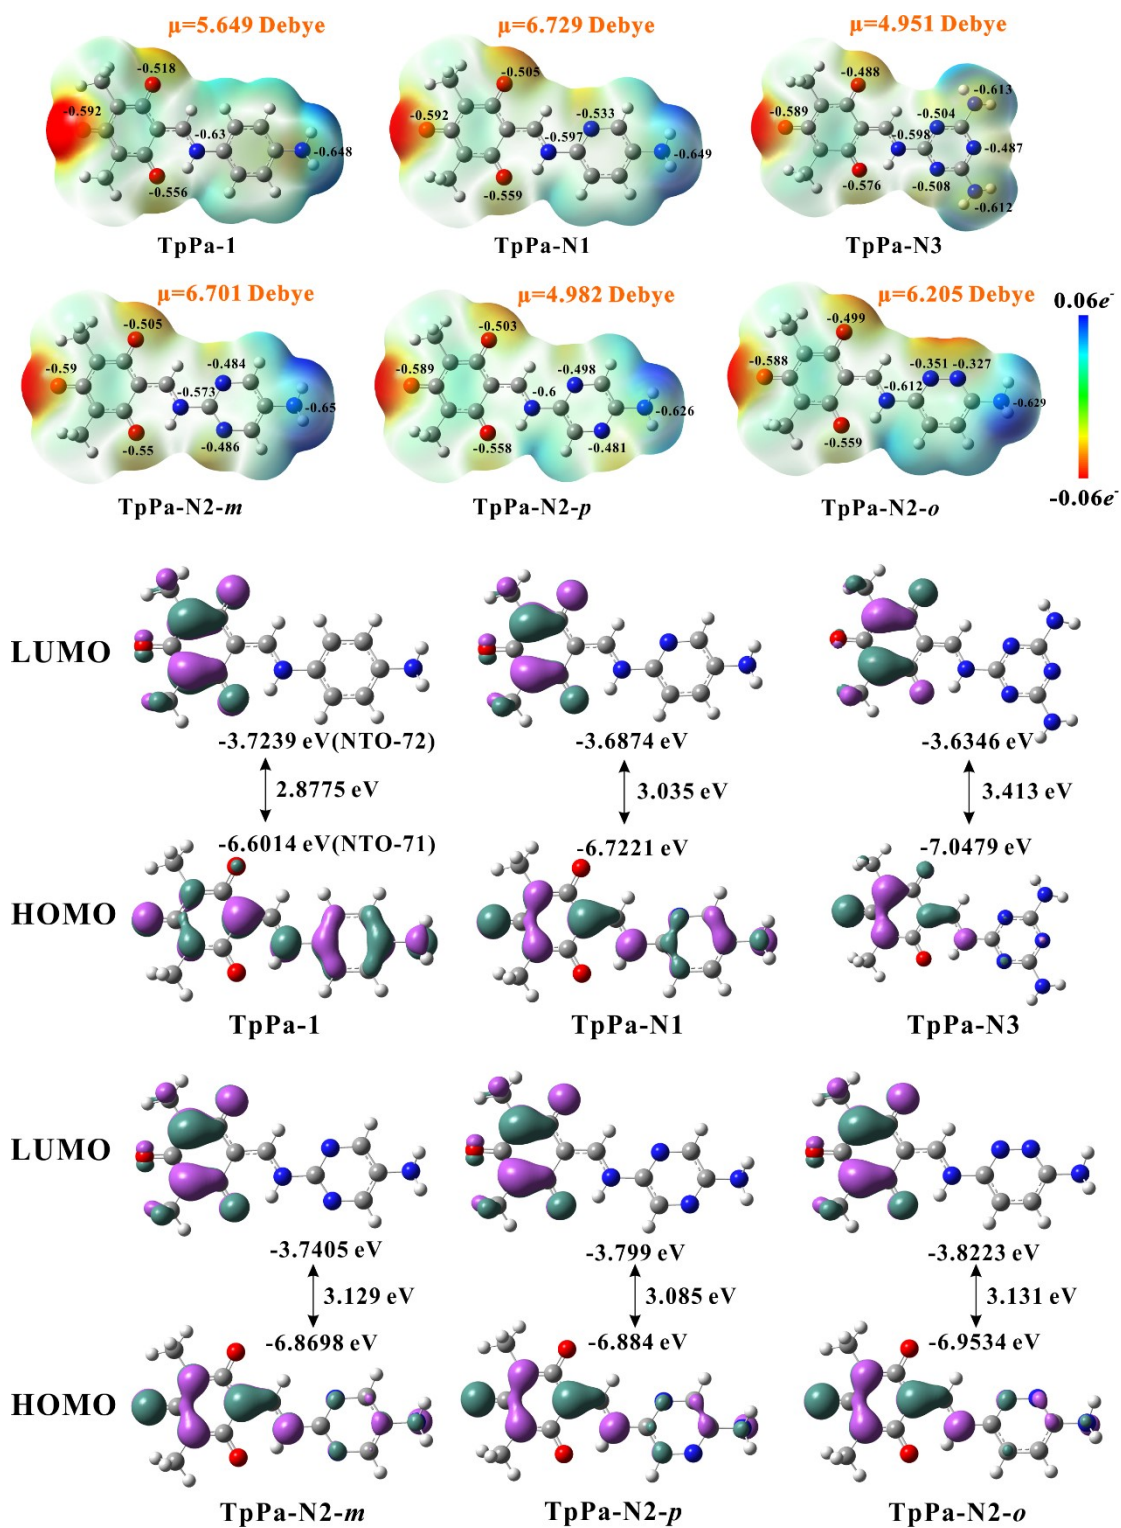 μ=5.649 Debye
μ=6.729 Debye
μ=4.951 Debye
-0.518
-0.592
-0.63
-0.648
-0.556
TpPa-1
-0.505
-0.592
-0.533
-0.597
-0.649
-0.559
TpPa-N1
-0.488
-0.613
-0.504
-0.589
-0.598
-0.487
-0.576
-0.508
-0.612
TpPa-N3
μ=6.701 Debye
μ=4.982 Debye
μ=6.205 Debye
-0.505
-0.59
-0.484
-0.573
-0.65
-0.55
-0.486
TpPa-N2-m
-0.503
-0.589
-0.498
-0.6
-0.626
-0.558
-0.481
TpPa-N2-p
-0.499
-0.588
-0.351
-0.327
-0.612
-0.629
-0.559
TpPa-N2-o
0.06e-
-0.06e-
LUMO
-3.7239 eV(NTO-72)
-3.6874 eV
-3.6346 eV
2.8775 eV
3.035 eV
3.413 eV
-6.6014 eV(NTO-71)
-6.7221 eV
-7.0479 eV
HOMO
TpPa-1
TpPa-N1
TpPa-N3
LUMO
-3.7405 eV
-3.799 eV
-3.8223 eV
3.129 eV
3.085 eV
3.131 eV
-6.8698 eV
-6.884 eV
-6.9534 eV
HOMO
TpPa-N2-m
TpPa-N2-p
TpPa-N2-o